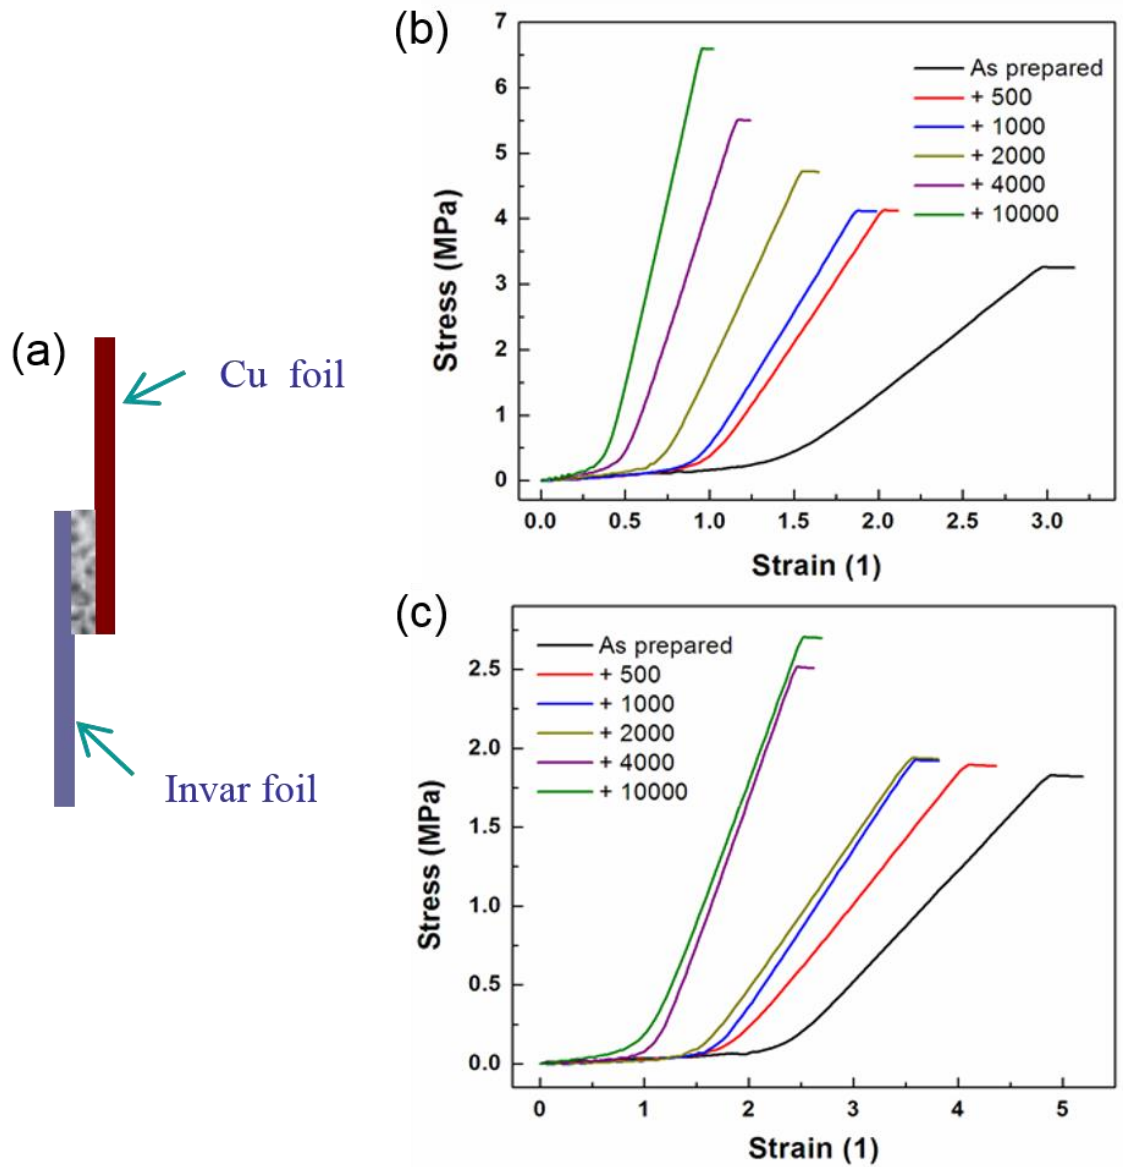 (a)
Cu foil
Invar foil
(b)
Stress (MPa)
7
6
5
4
3
2
1
0
0.0 0.5 1.0 1.5 2.0 2.5 3.0
Strain (1)
As prepared
+ 500
+ 1000
+ 2000
+ 4000
+ 10000
(c)
Stress (MPa)
2.5
2.0
1.5
1.0
0.5
0.0
0 1 2 3 4 5
Strain (1)
As prepared
+ 500
+ 1000
+ 2000
+ 4000
+ 10000